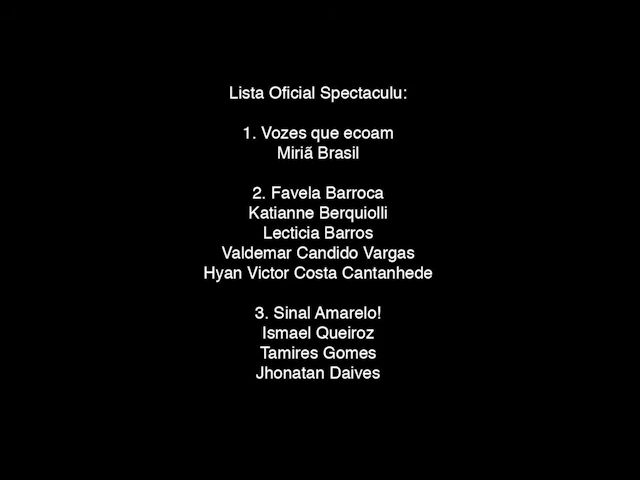 Lista Oficial Spectaculu:
1. Vozes que ecoam
Miriã Brasil
2. Favela Barroca
Katianne Berquiolli
Lecticia Barros
Valdemar Candido Vargas
Hyan Victor Costa Cantanhede
3. Sinal Amarelo!
Ismael Queiroz
Tamires Gomes
Jhonatan Daives